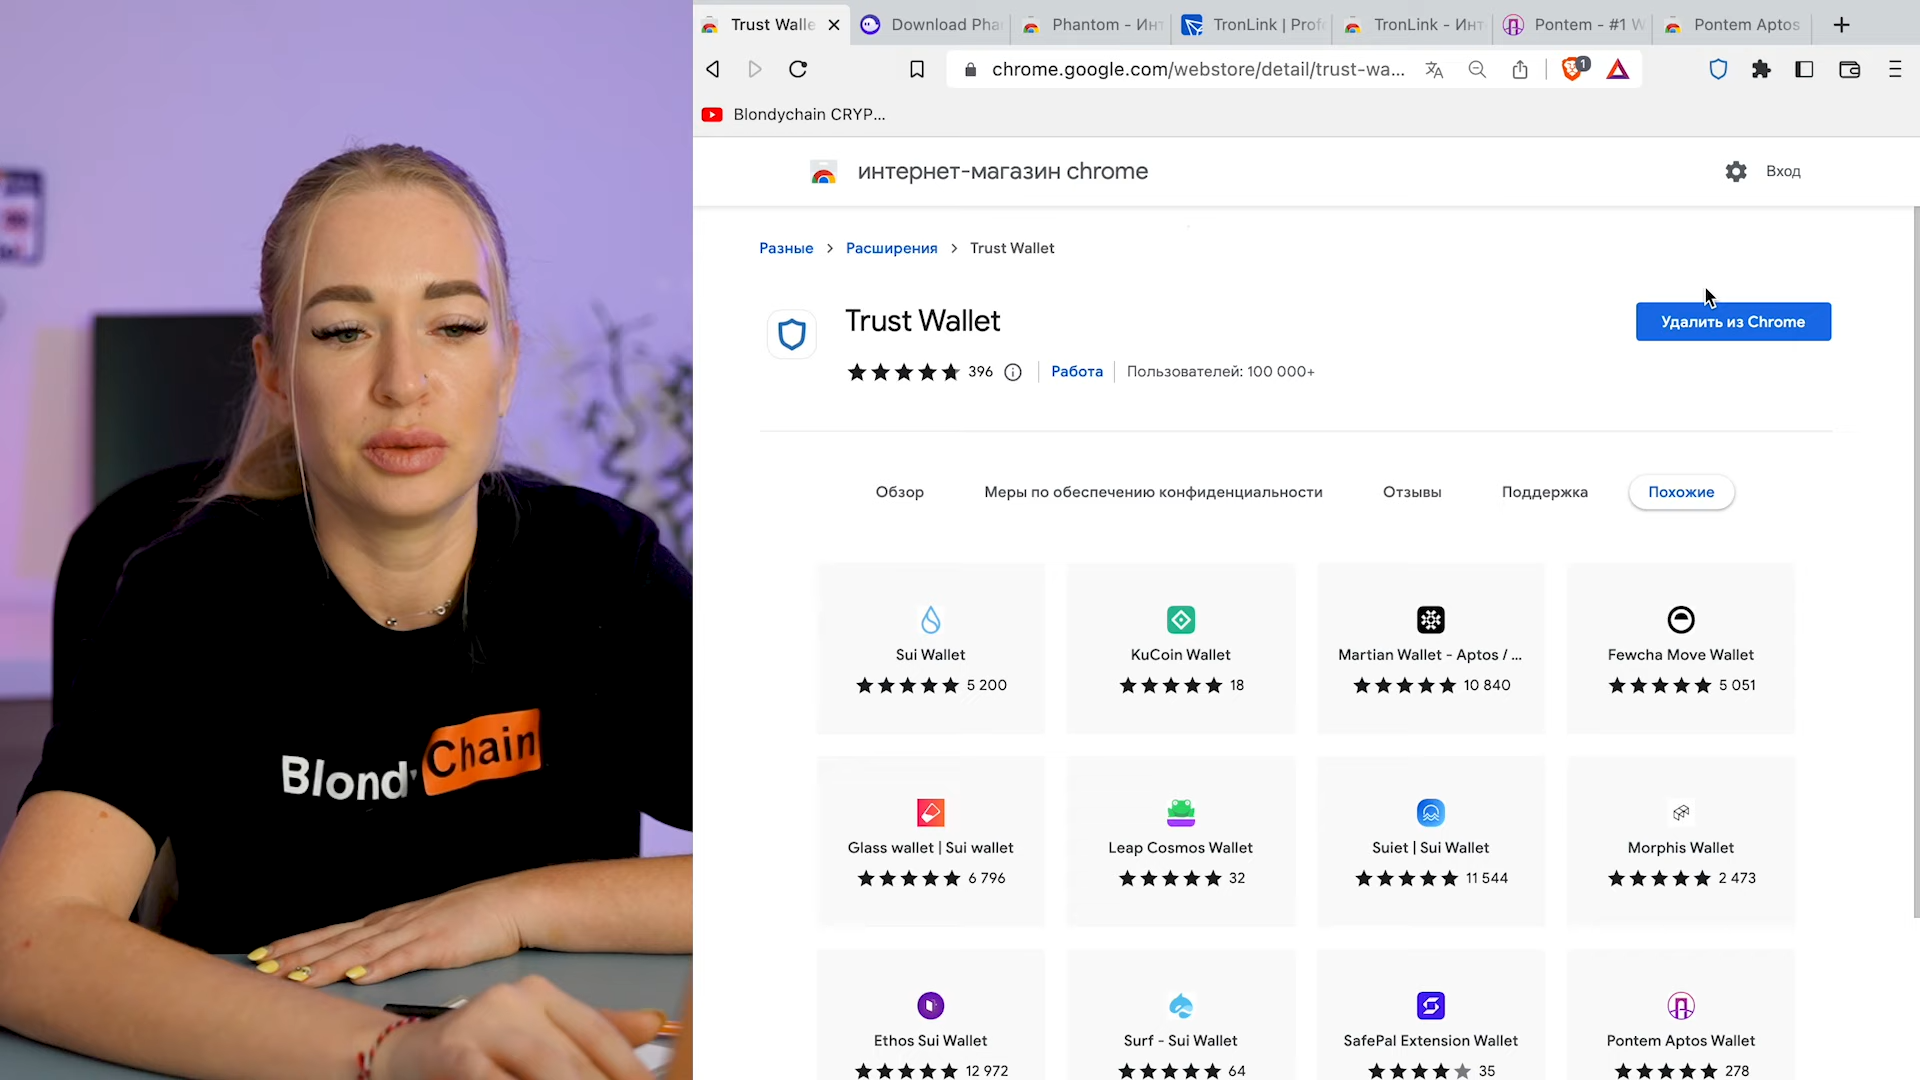 Trust Walle
Download Pha
Phantom - Инт
TronLink | Prof
TronLink - Инт
Pontem - #1 W
Pontem Aptos
chrome.google.com/webstore/detail/trust-wa...
1
Blondychain CRYP...
интернет-магазин chrome
Вход
Разные > Расширения > Trust Wallet
Trust Wallet
Удалить из Chrome
396
Работа
Пользователей: 100 000+
Обзор
Меры по обеспечению конфиденциальности
Отзывы
Поддержка
Похожие
Sui Wallet
5 200
KuCoin Wallet
18
Martian Wallet - Aptos / ...
10 840
Fewcha Move Wallet
5 051
Glass wallet | Sui wallet
6 796
Leap Cosmos Wallet
32
Suiet | Sui Wallet
11 544
Morphis Wallet
2 473
Ethos Sui Wallet
12 972
Surf - Sui Wallet
64
SafePal Extension Wallet
35
Pontem Aptos Wallet
278
Blondy
Chain